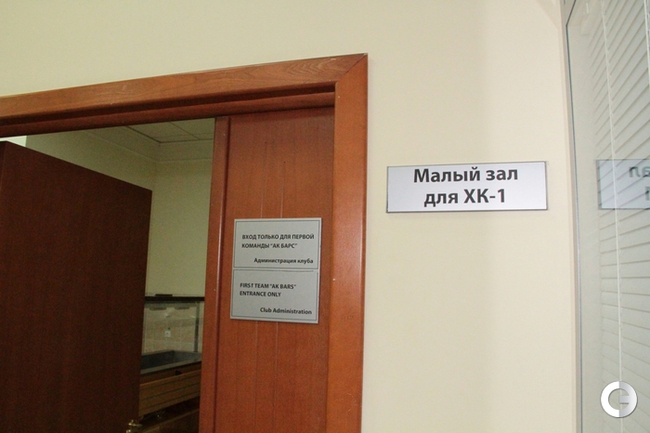 Малый зал
для ХК-1
ВХОД ТОЛЬКО ДЛЯ ПЕРВОЙ
КОМАНДЫ "АК БАРС"
Администрация клуба
FIRST TEAM "AK BARS"
ENTRANCE ONLY
Club Administration